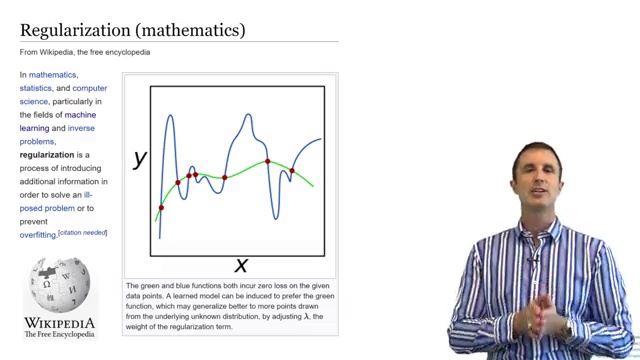 Regularization (mathematics)
From Wikipedia, the free encyclopedia
In mathematics,
statistics, and computer
science, particularly in
the fields of machine
learning and inverse
problems,
regularization is a
process of introducing
additional information in
order to solve an ill-
posed problem or to
prevent
overfitting.[citation needed]
y
x
The green and blue functions both incur zero loss on the given
data points. A learned model can be induced to prefer the green
function, which may generalize better to more points drawn
from the underlying unknown distribution, by adjusting λ, the
weight of the regularization term.
Ω
W
И
WIKIPEDIA
The Free Encyclopedia